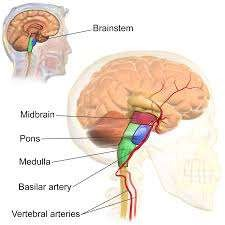 Brainstem
Midbrain
Pons
Medulla
Basilar artery
Vertebral arteries